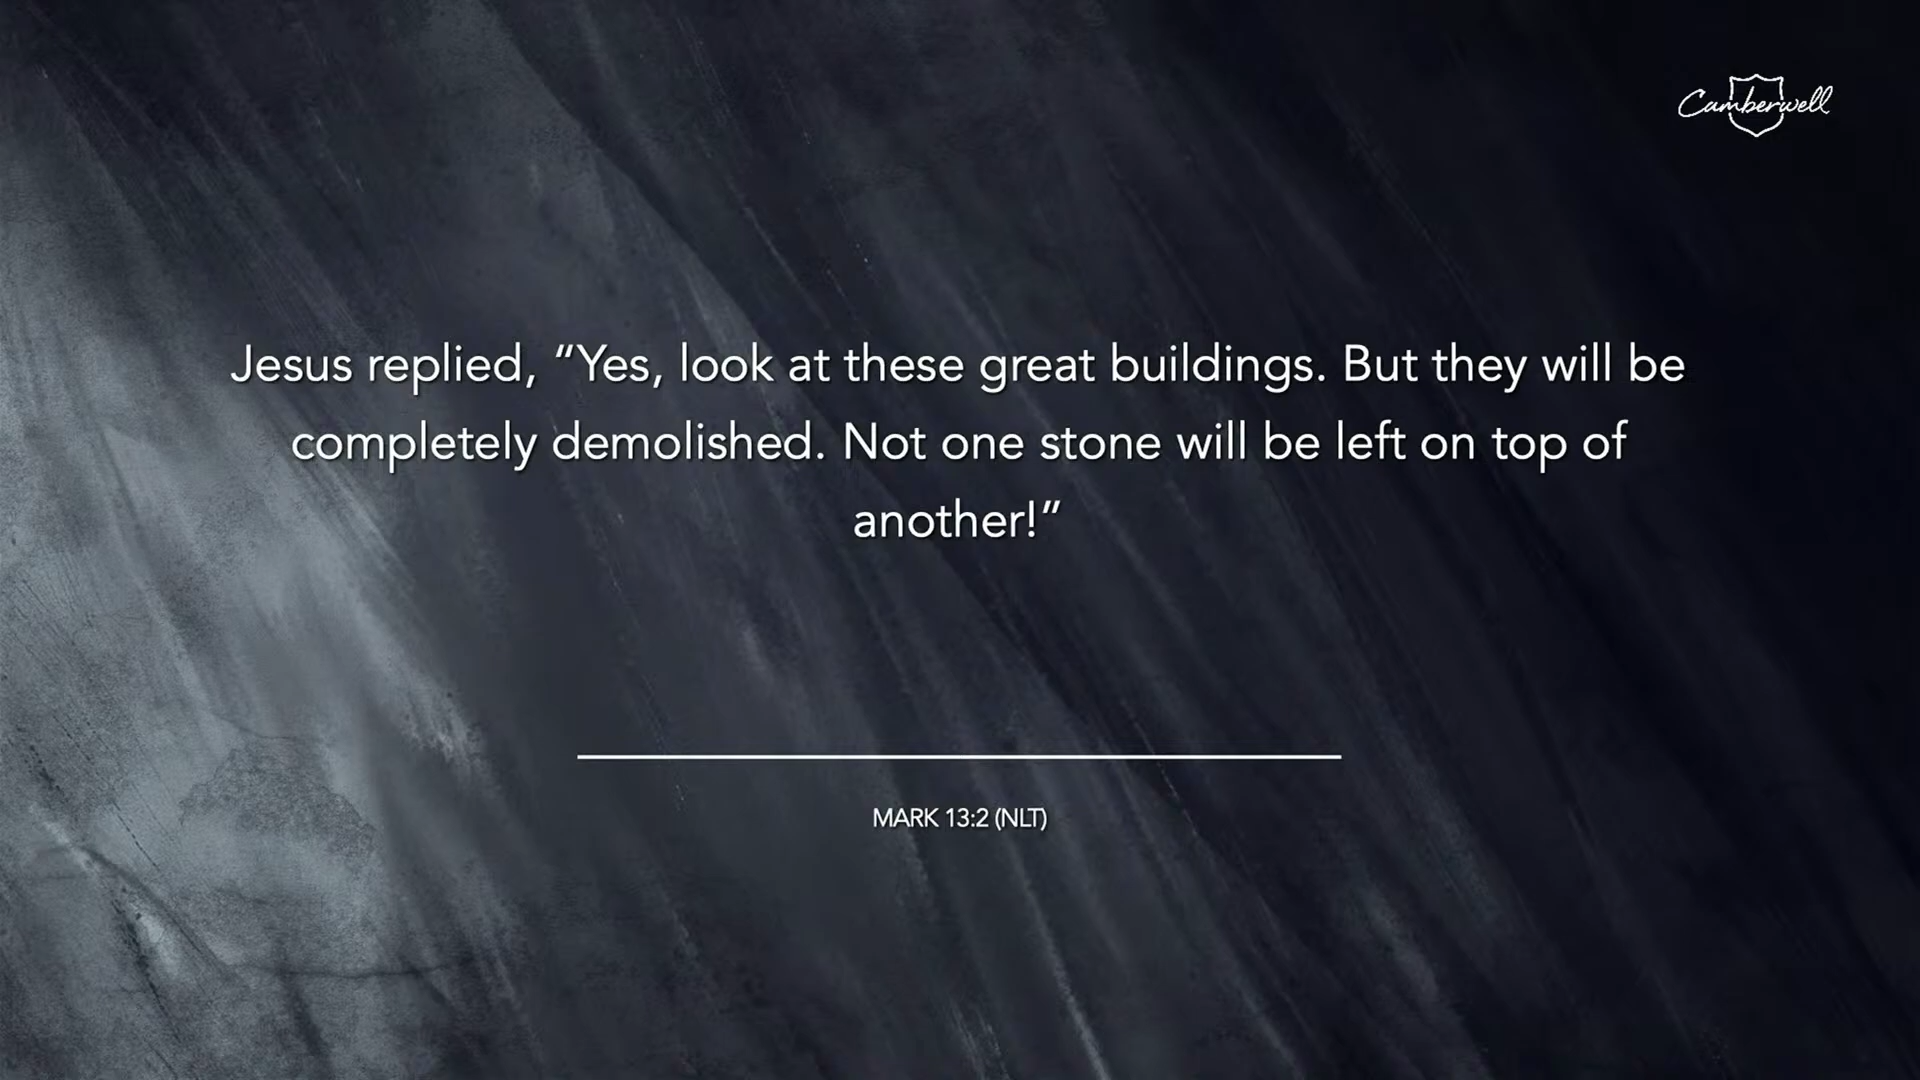 Camberwell
Jesus replied, “Yes, look at these great buildings. But they will be
completely demolished. Not one stone will be left on top of
another!”
MARK 13:2 (NLT)